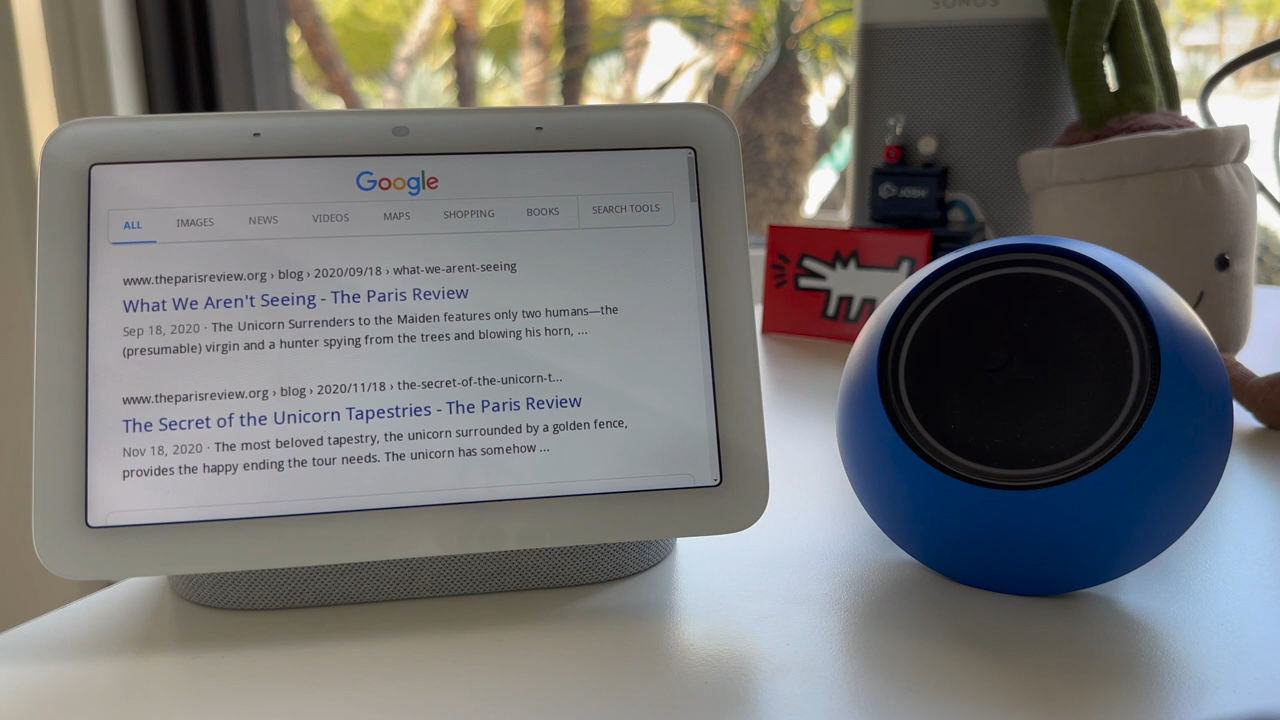 SONOS
JOSH
Google
ALL IMAGES NEWS VIDEOS MAPS SHOPPING BOOKS SEARCH TOOLS
www.theparisreview.org › blog › 2020/09/18 › what-we-arent-seeing
What We Aren't Seeing - The Paris Review
Sep 18, 2020 · The Unicorn Surrenders to the Maiden features only two humans—the
(presumable) virgin and a hunter spying from the trees and blowing his horn, ...
www.theparisreview.org › blog › 2020/11/18 › the-secret-of-the-unicorn-t...
The Secret of the Unicorn Tapestries - The Paris Review
Nov 18, 2020 · The most beloved tapestry, the unicorn surrounded by a golden fence,
provides the happy ending the tour needs. The unicorn has somehow ...